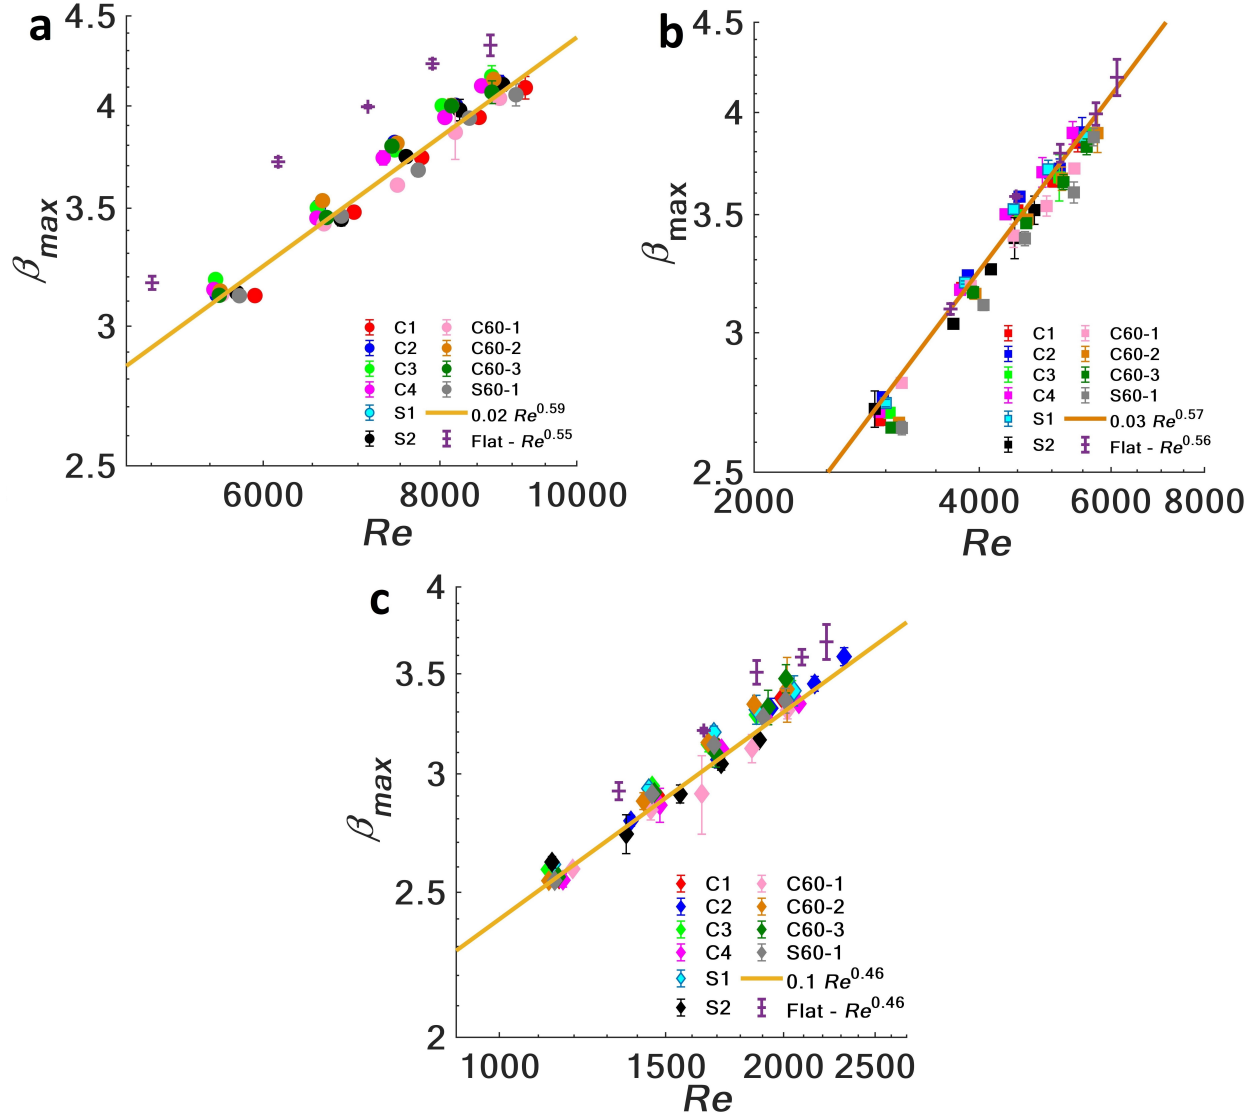 a
4.5
4
3.5
3
2.5
β max
6000 8000 10000
Re
C1 C60-1
C2 C60-2
C3 C60-3
C4 S60-1
S1 0.02 Re^0.59
S2 Flat - Re^0.55
b
4.5
4
3.5
3
2.5
β max
2000 4000 6000 8000
Re
C1 C60-1
C2 C60-2
C3 C60-3
C4 S60-1
S1 0.03 Re^0.57
S2 Flat - Re^0.56
c
4
3.5
3
2.5
2
β max
1000 1500 2000 2500
Re
C1 C60-1
C2 C60-2
C3 C60-3
C4 S60-1
S1 0.1 Re^0.46
S2 Flat - Re^0.46